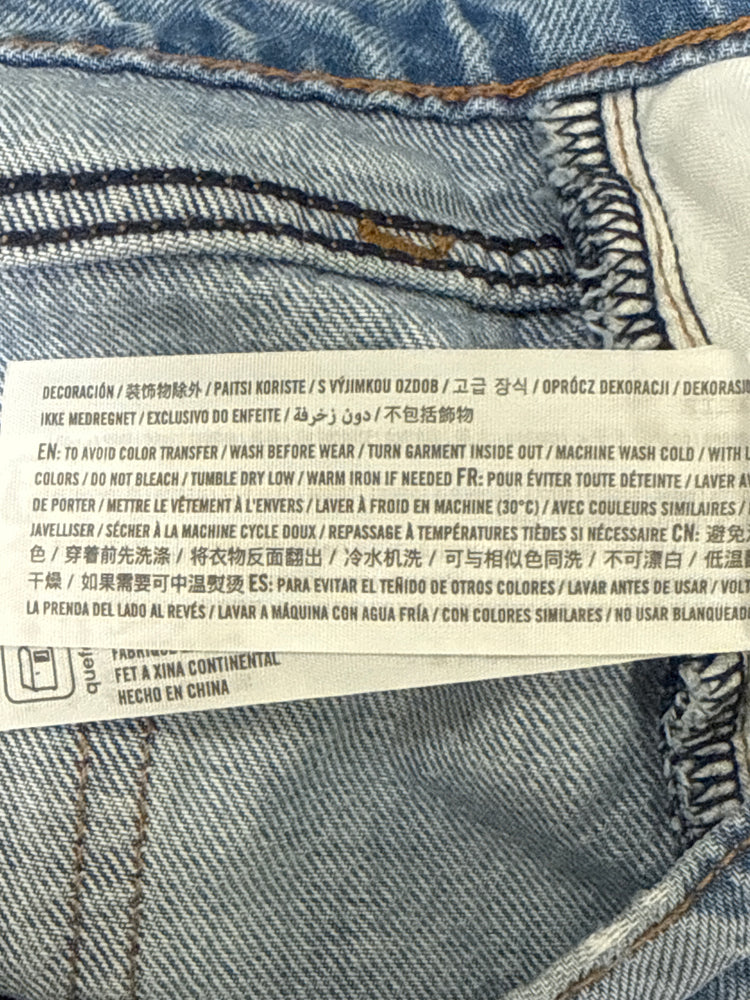 DECORACIÓN / 装饰物除外 / PAITSI KORISTE / S VÝJIMKOU OZDOB / 고급 장식 / OPRÓCZ DEKORACJI /
IKKE MEDREGNET / EXCLUSIVO DO ENFEITE / دون زخرفة / 不包括飾物
EN: TO AVOID COLOR TRANSFER / WASH BEFORE WEAR / TURN GARMENT INSIDE OUT / MACHINE WASH COLD / WITH
COLORS / DO NOT BLEACH / TUMBLE DRY LOW / WARM IRON IF NEEDED FR: POUR ÉVITER TOUTE DÉTEINTE / LAVER
DE PORTER / METTRE LE VÊTEMENT À L'ENVERS / LAVER À FROID EN MACHINE (30°C) / AVEC COULEURS SIMILAIRES /
JAVELLISER / SÉCHER À LA MACHINE CYCLE DOUX / REPASSAGE À TEMPÉRATURES TIÈDES SI NÉCESSAIRE CN: 避免
色 / 穿着前先洗涤 / 将衣物反面翻出 / 冷水机洗 / 可与相似色同洗 / 不可漂白 / 低温
干燥 / 如果需要可中温熨烫 ES: PARA EVITAR EL TEÑIDO DE OTROS COLORES / LAVAR ANTES DE USAR /
LA PRENDA DEL LADO AL REVÉS / LAVAR A MÁQUINA CON AGUA FRÍA / CON COLORES SIMILARES / NO USAR
FET A XINA CONTINENTAL
HECHO EN CHINA